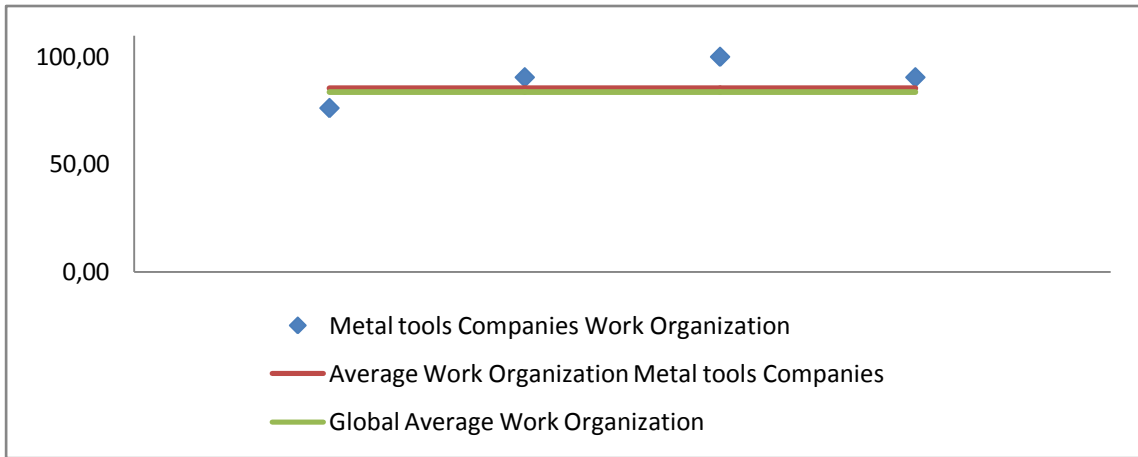 100,00
50,00
0,00
Metal tools Companies Work Organization
Average Work Organization Metal tools Companies
Global Average Work Organization